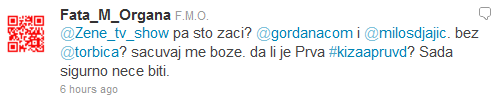 Fata_M_Organa F.M.O.
@Zene_tv_show pa sto zaci? @gordanacom i @milosdjajic. bez
@torbica? sacuvaj me boze. da li je Prva #kizaapruvd? Sada
sigurno nece biti.
6 hours ago